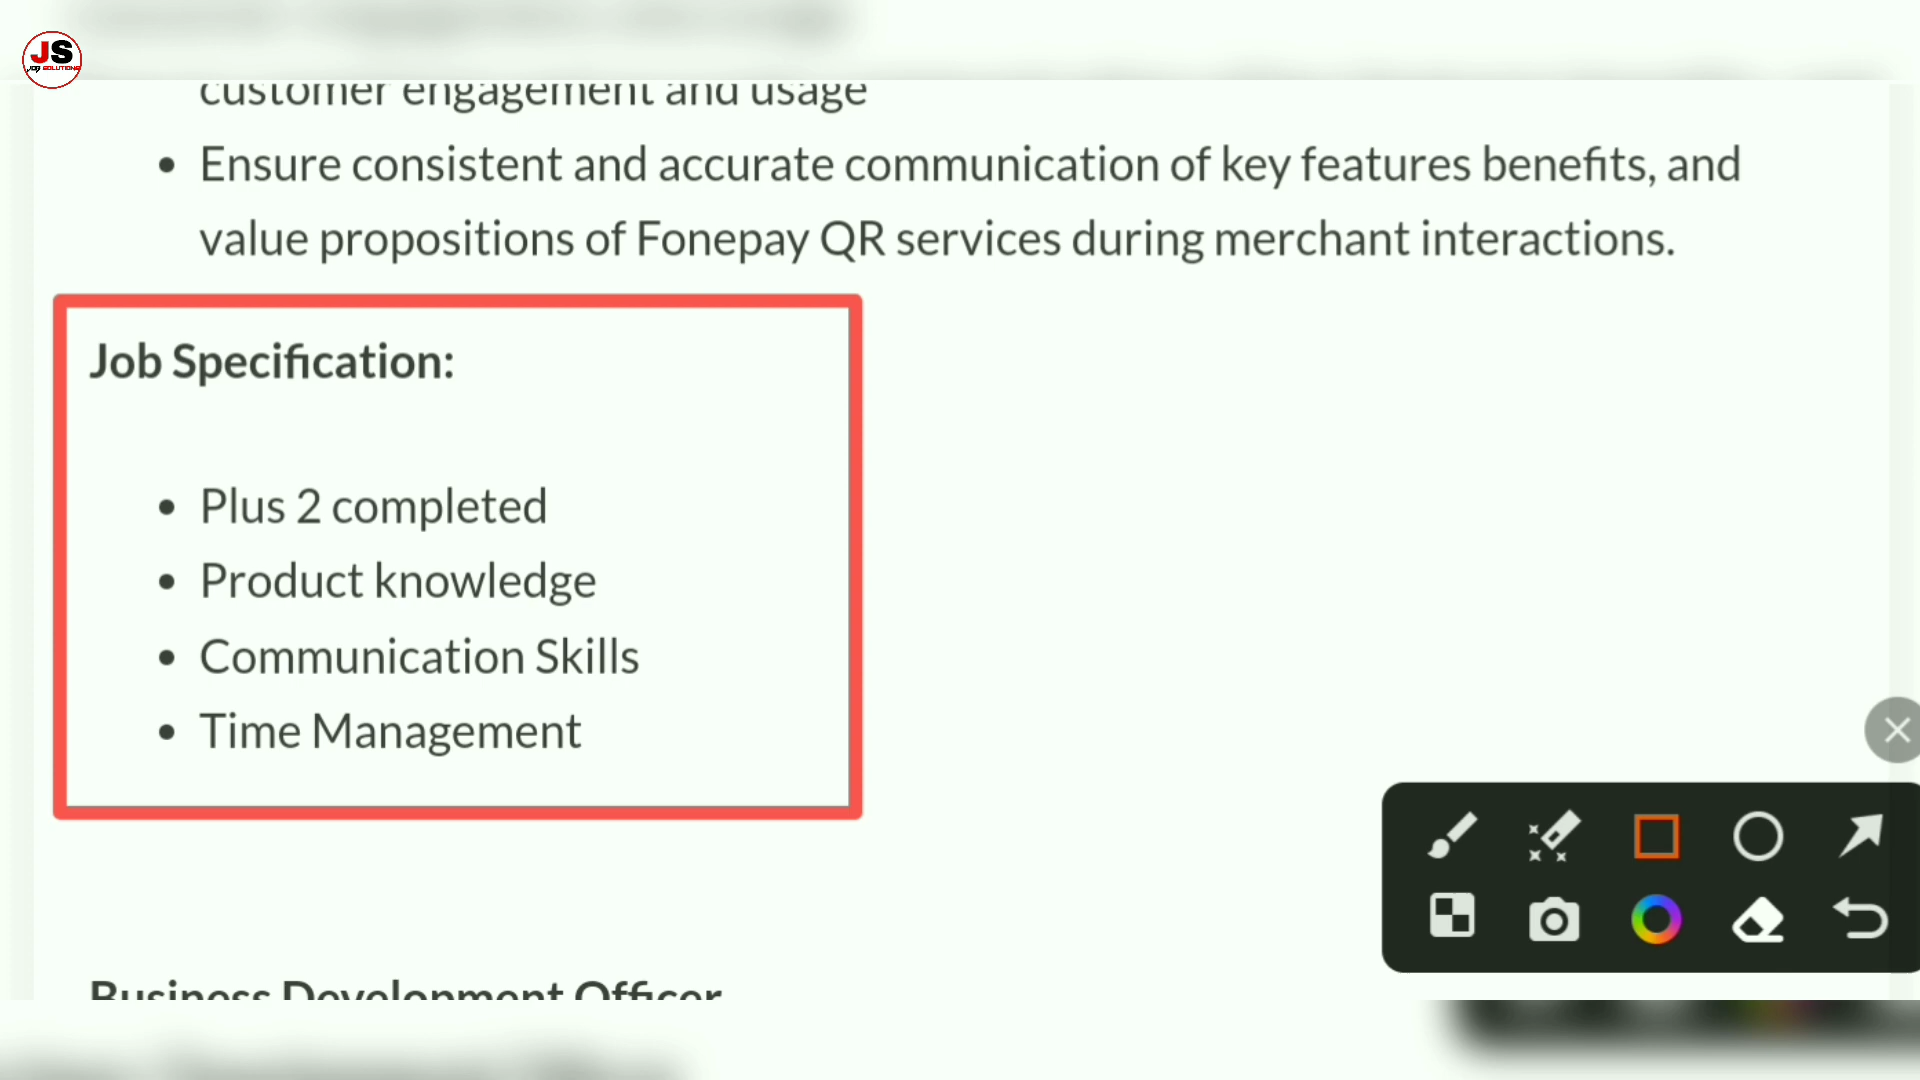 JS
JOB SOLUTIONS
customer engagement and usage
Ensure consistent and accurate communication of key features benefits, and
value propositions of Fonepay QR services during merchant interactions.
Job Specification:
Plus 2 completed
Product knowledge
Communication Skills
Time Management
Business Development Officer